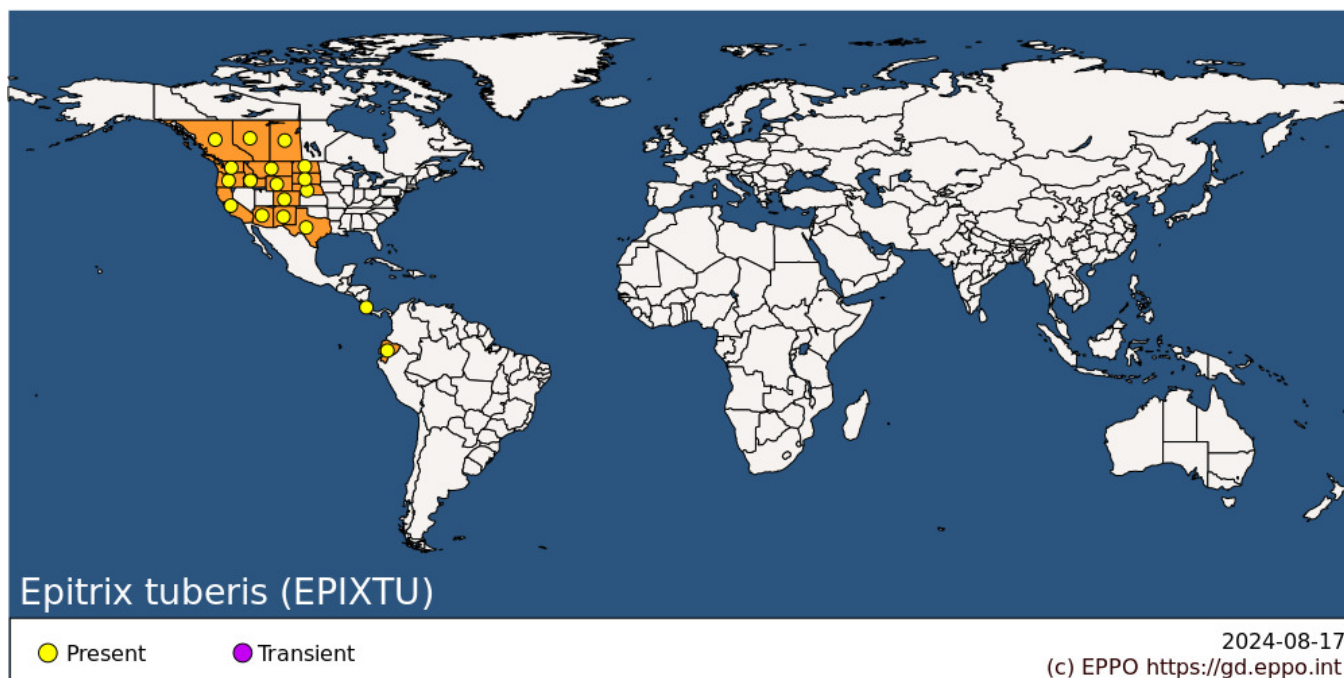 Epitrix tuberis (EPIXTU)
Present
Transient
2024-08-17
(c) EPPO https://gd.eppo.int